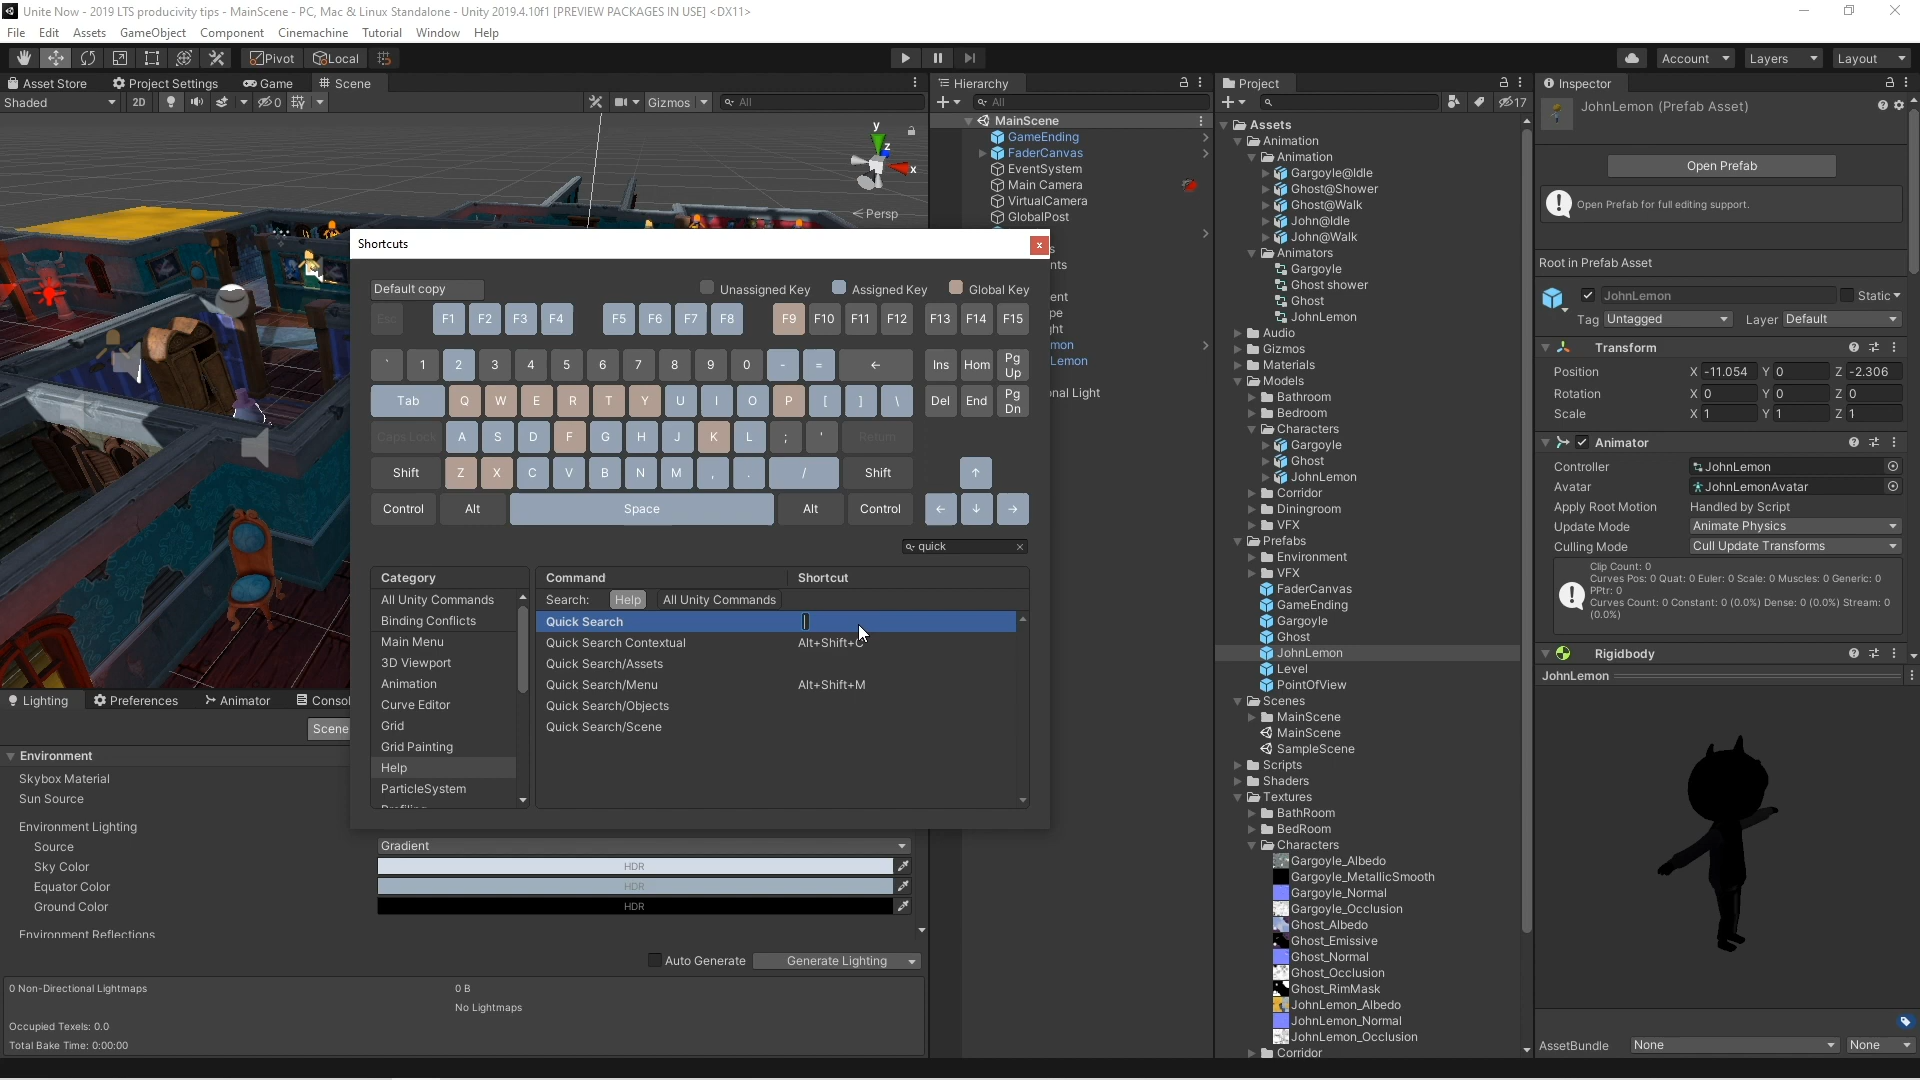 Unite Now - 2019 LTS producivity tips - MainScene - PC, Mac & Linux Standalone - Unity 2019.4.10f1 [PREVIEW PACKAGES IN USE] <DX11>
File Edit Assets GameObject Component Cinemachine Tutorial Window Help
Pivot Local Account Layers Layout
Asset Store Project Settings Game Scene
Shaded 2D 0 Gizmos All
y z x
Persp
Hierarchy
All
MainScene
GameEnding
FaderCanvas
EventSystem
Main Camera
VirtualCamera
GlobalPost
Shortcuts
Default copy Unassigned Key Assigned Key Global Key
Esc F1 F2 F3 F4 F5 F6 F7 F8 F9 F10 F11 F12 F13 F14 F15
` 1 2 3 4 5 6 7 8 9 0 - = ← Ins Hom Pg Up
Tab Q W E R T Y U I O P [ ] \ Del End Pg Dn
Caps Lock A S D F G H J K L ; ' Return
Shift Z X C V B N M , . / Shift ↑
Control Alt Space Alt Control ← ↓ →
quick
Category
All Unity Commands
Binding Conflicts
Main Menu
3D Viewport
Animation
Curve Editor
Grid
Grid Painting
Help
ParticleSystem
Command Shortcut
Search: Help All Unity Commands
Quick Search
Quick Search Contextual Alt+Shift+C
Quick Search/Assets
Quick Search/Menu Alt+Shift+M
Quick Search/Objects
Quick Search/Scene
Lighting Preferences Animator Consol
Scene
Environment
Skybox Material
Sun Source
Environment Lighting
Source Gradient
Sky Color HDR
Equator Color HDR
Ground Color HDR
Environment Reflections
Auto Generate Generate Lighting
0 Non-Directional Lightmaps 0 B
No Lightmaps
Occupied Texels: 0.0
Total Bake Time: 0:00:00
Project
17
Assets
Animation
Animation
Gargoyle@Idle
Ghost@Shower
Ghost@Walk
John@Idle
John@Walk
Animators
Gargoyle
Ghost shower
Ghost
JohnLemon
Audio
Gizmos
Materials
Models
Bathroom
Bedroom
Characters
Gargoyle
Ghost
JohnLemon
Corridor
Diningroom
VFX
Prefabs
Environment
VFX
FaderCanvas
GameEnding
Gargoyle
Ghost
JohnLemon
Level
PointOfView
Scenes
MainScene
MainScene
SampleScene
Scripts
Shaders
Textures
BathRoom
BedRoom
Characters
Gargoyle_Albedo
Gargoyle_MetallicSmooth
Gargoyle_Normal
Gargoyle_Occlusion
Ghost_Albedo
Ghost_Emissive
Ghost_Normal
Ghost_Occlusion
Ghost_RimMask
JohnLemon_Albedo
JohnLemon_Normal
JohnLemon_Occlusion
Corridor
Inspector
JohnLemon (Prefab Asset)
Open Prefab
Open Prefab for full editing support.
Root in Prefab Asset
JohnLemon Static
Tag Untagged Layer Default
Transform
Position X -11.054 Y 0 Z -2.306
Rotation X 0 Y 0 Z 0
Scale X 1 Y 1 Z 1
Animator
Controller JohnLemon
Avatar JohnLemonAvatar
Apply Root Motion Handled by Script
Update Mode Animate Physics
Culling Mode Cull Update Transforms
Clip Count: 0
Curves Pos: 0 Quat: 0 Euler: 0 Scale: 0 Muscles: 0 Generic: 0
PPtr: 0
Curves Count: 0 Constant: 0 (0.0%) Dense: 0 (0.0%) Stream: 0
(0.0%)
Rigidbody
JohnLemon
AssetBundle None None